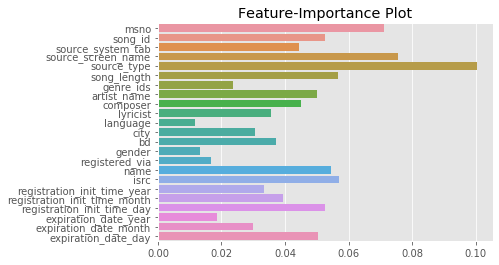 Feature-Importance Plot
msno
song_id
source_system_tab
source_screen_name
source_type
song_length
genre_ids
artist_name
composer
lyricist
language
city
bd
gender
registered_via
name
isrc
registration_init_time_year
registration_init_time_month
registration_init_time_day
expiration_date_year
expiration_date_month
expiration_date_day
0.00 0.02 0.04 0.06 0.08 0.10